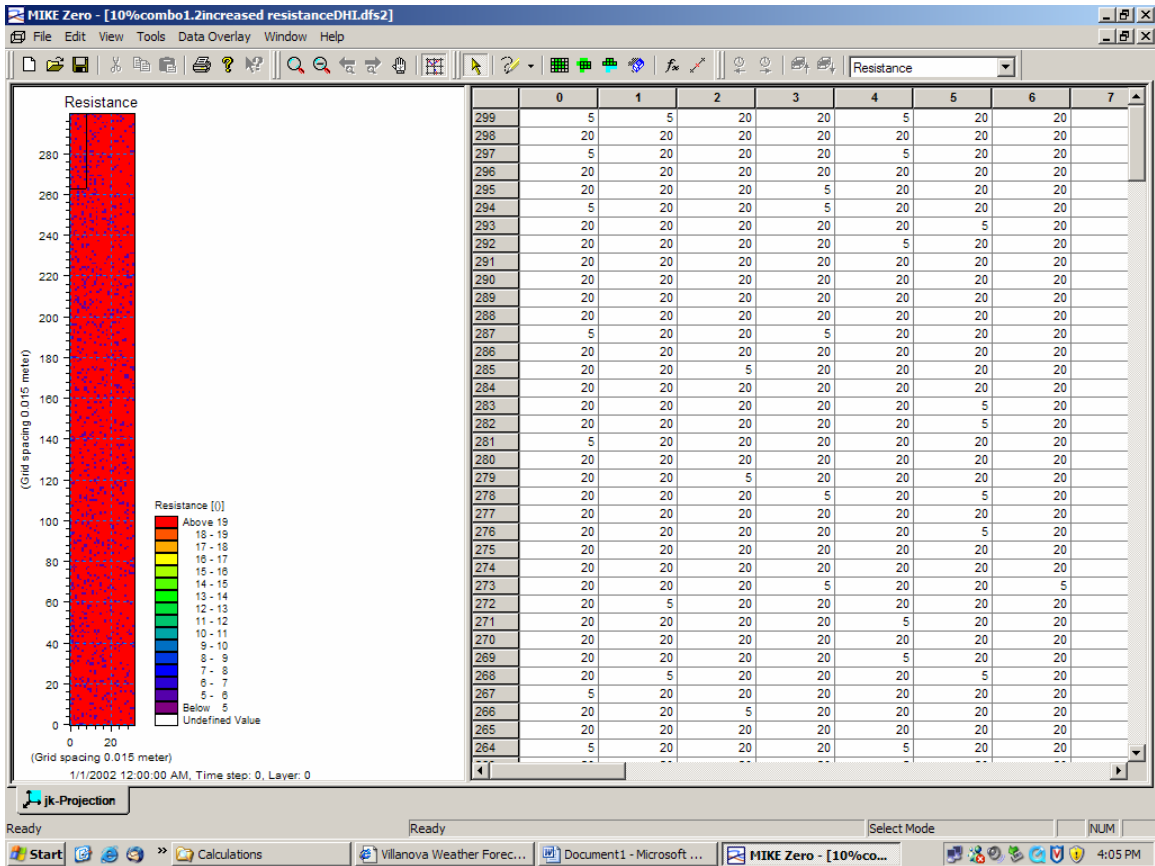 MIKE Zero - [10%combo1.2increased resistanceDHI.dfs2]
File Edit View Tools Data Overlay Window Help
Resistance
Resistance
280
260
240
220
200
180
160
140
120
100
80
60
40
20
0
(Grid spacing 0.015 meter)
0 20
(Grid spacing 0.015 meter)
1/1/2002 12:00:00 AM, Time step: 0, Layer: 0
Resistance [()]
Above 19
18 - 19
17 - 18
16 - 17
15 - 16
14 - 15
13 - 14
12 - 13
11 - 12
10 - 11
9 - 10
8 - 9
7 - 8
6 - 7
5 - 6
Below 5
Undefined Value
0 1 2 3 4 5 6 7
299 5 5 20 20 5 20 20
298 20 20 20 20 20 20 20
297 5 20 20 20 5 20 20
296 20 20 20 20 20 20 20
295 20 20 20 5 20 20 20
294 5 20 20 5 20 20 20
293 20 20 20 20 20 5 20
292 20 20 20 20 5 20 20
291 20 20 20 20 20 20 20
290 20 20 20 20 20 20 20
289 20 20 20 20 20 20 20
288 20 20 20 20 20 20 20
287 5 20 20 5 20 20 20
286 20 20 20 20 20 20 20
285 20 20 5 20 20 20 20
284 20 20 20 20 20 20 20
283 20 20 20 20 20 5 20
282 20 20 20 20 20 5 20
281 5 20 20 20 20 20 20
280 20 20 20 20 20 20 20
279 20 20 5 20 20 20 20
278 20 20 20 5 20 5 20
277 20 20 20 20 20 20 20
276 20 20 20 20 20 5 20
275 20 20 20 20 20 20 20
274 20 20 20 20 20 20 20
273 20 20 20 5 20 20 5
272 20 5 20 20 20 20 20
271 20 20 20 20 5 20 20
270 20 20 20 20 20 20 20
269 20 20 20 20 5 20 20
268 20 5 20 20 20 5 20
267 5 20 20 20 20 20 20
266 20 20 5 20 20 20 20
265 20 20 20 20 20 20 20
264 5 20 20 20 5 20 20
jk-Projection
Ready Ready Select Mode NUM
Start » Calculations Villanova Weather Forec... Document1 - Microsoft ... MIKE Zero - [10%co... 4:05 PM